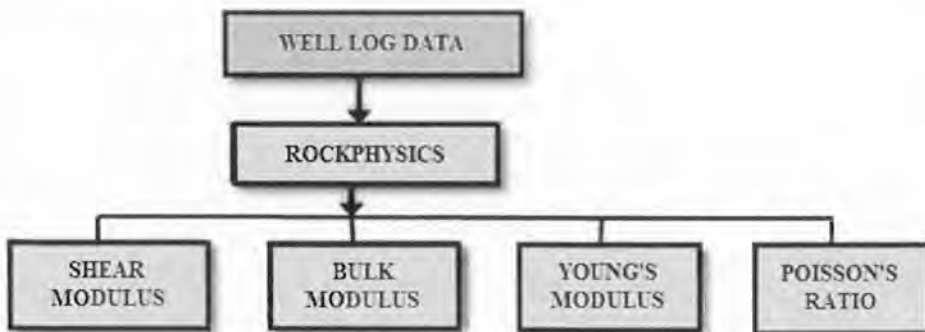 WELL LOG DATA
ROCKPHYSICS
SHEAR
MODULUS
BULK
MODULUS
YOUNG'S
MODULUS
POISSON'S
RATIO